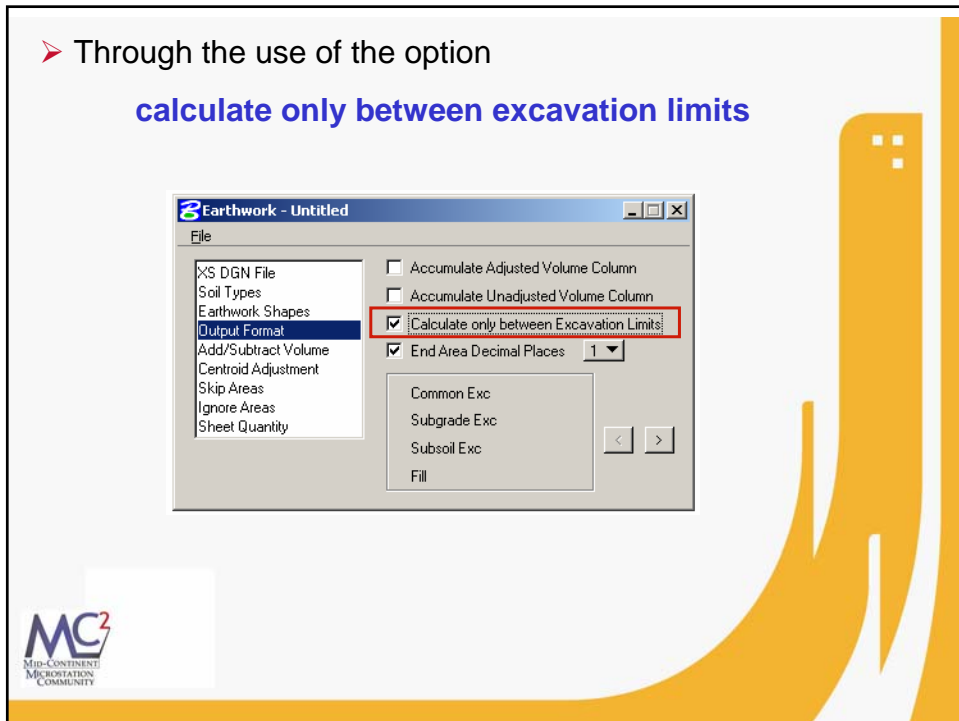 ➢ Through the use of the option
calculate only between excavation limits
Earthwork - Untitled
File
XS DGN File
Soil Types
Earthwork Shapes
Output Format
Add/Subtract Volume
Centroid Adjustment
Skip Areas
Ignore Areas
Sheet Quantity
Accumulate Adjusted Volume Column
Accumulate Unadjusted Volume Column
Calculate only between Excavation Limits
End Area Decimal Places 1
Common Exc
Subgrade Exc
Subsoil Exc
Fill
< >
MC2
MID-CONTINENT
MICROSTATION
COMMUNITY